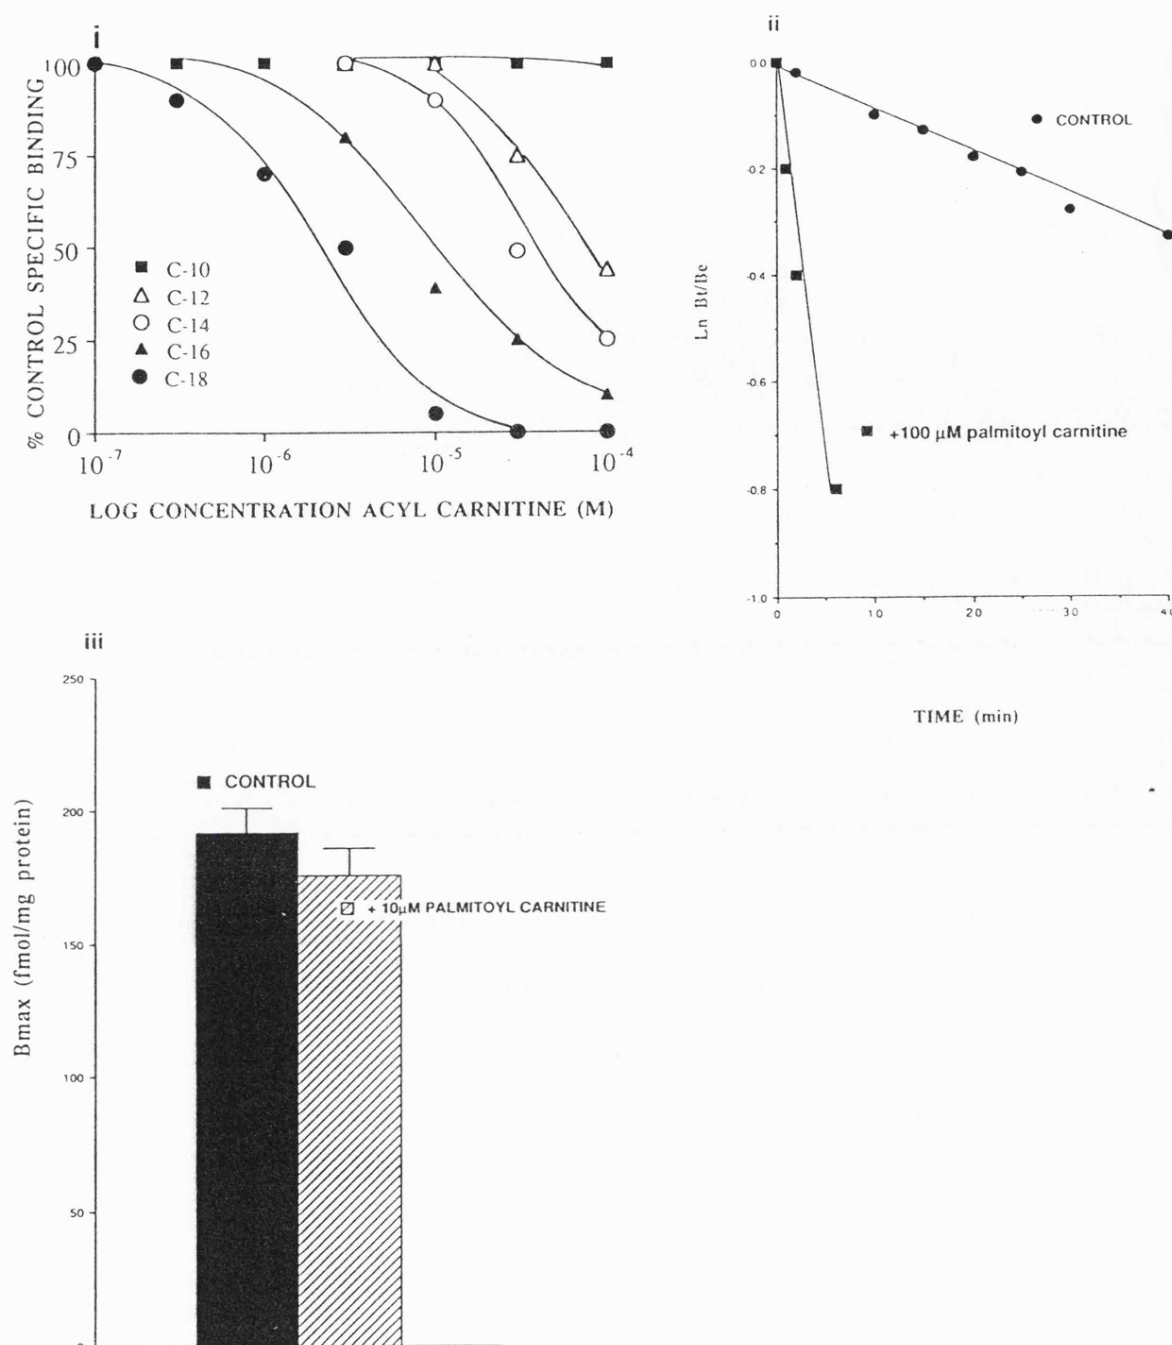 i
% CONTROL SPECIFIC BINDING
100
75
50
25
0
C-10
C-12
C-14
C-16
C-18
10-7 10-6 10-5 10-4
LOG CONCENTRATION ACYL CARNITINE (M)
ii
Ln Bt/Be
0.0
-0.2
-0.4
-0.6
-0.8
-1.0
CONTROL
+100 μM palmitoyl carnitine
0 10 20 30
TIME (min)
iii
Bmax (fmol/mg protein)
250
200
150
100
50
CONTROL
+ 10μM PALMITOYL CARNITINE